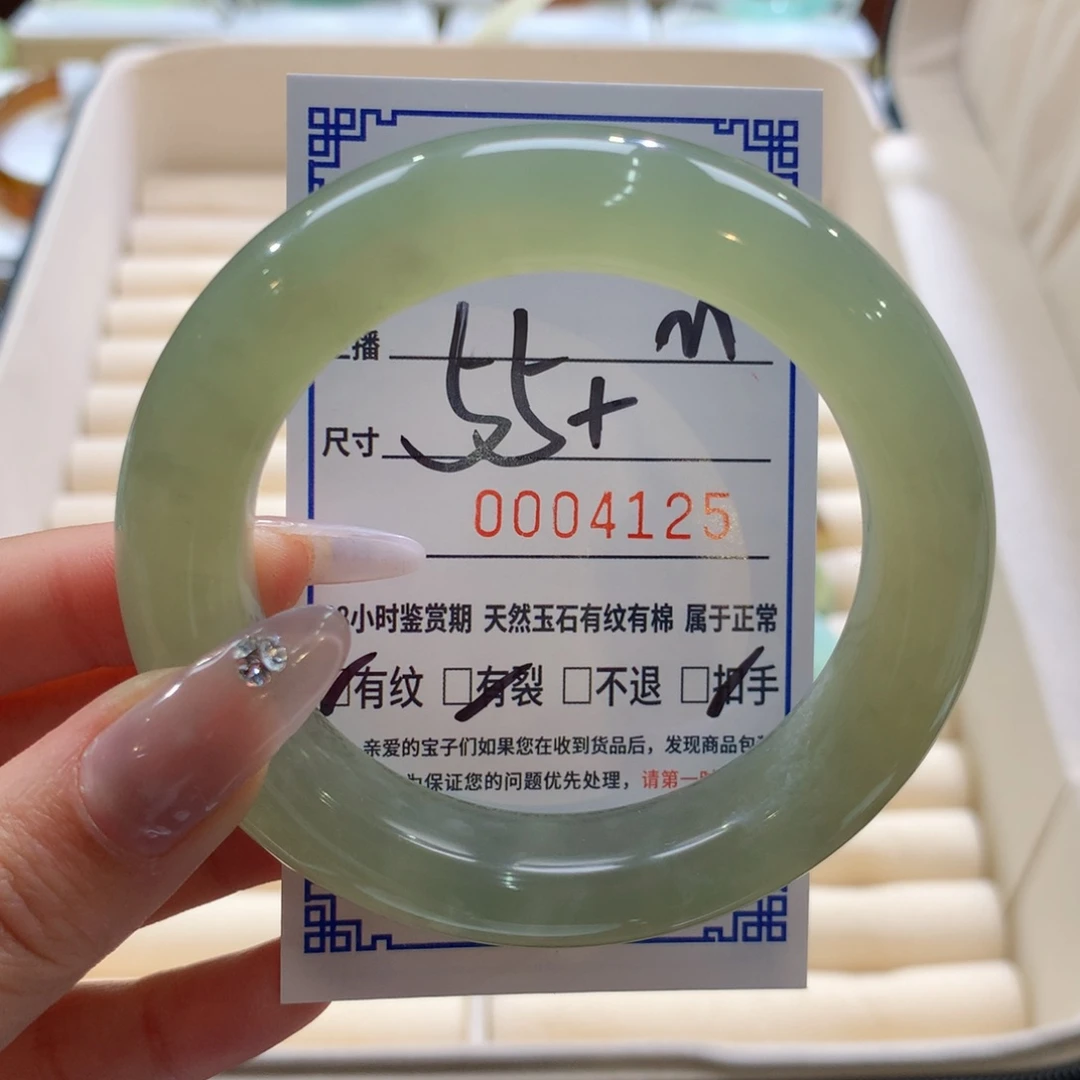 播 m
尺寸 55+
0004125
小时鉴赏期 天然玉石有纹有棉 属于正常
□有纹 □有裂 □不退 □扣手
亲爱的宝子们如果您在收到货品后，发现商品包
为保证您的问题优先处理，请第一时